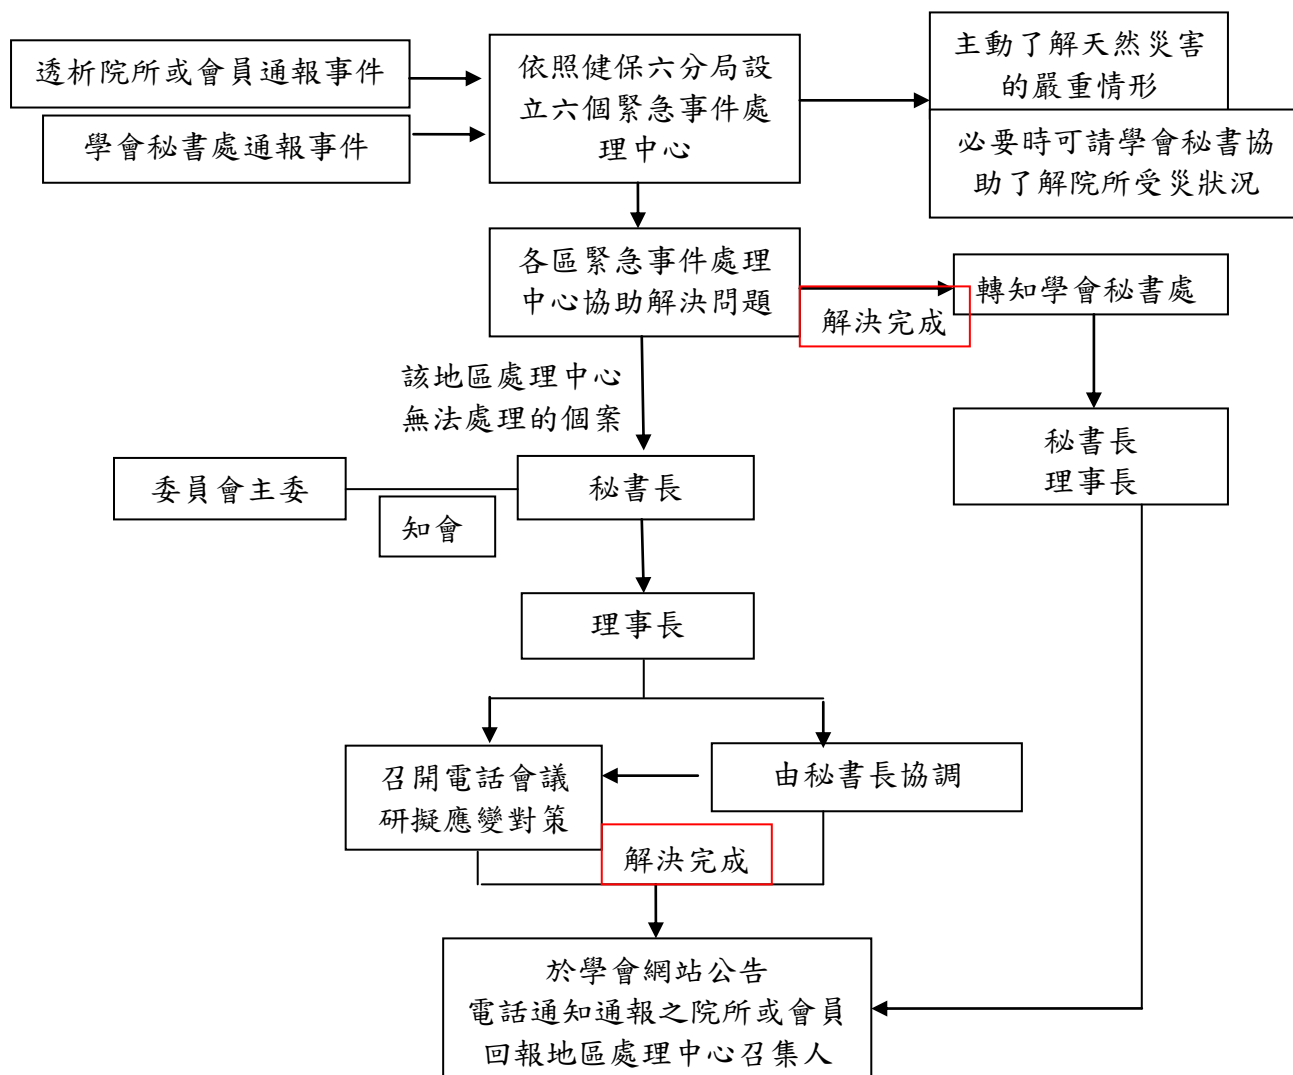 透析院所或會員通報事件
學會秘書處通報事件
依照健保六分局設
立六個緊急事件處
理中心
主動了解天然災害
的嚴重情形
必要時可請學會秘書協
助了解院所受災狀況
各區緊急事件處理
中心協助解決問題
解決完成
轉知學會秘書處
該地區處理中心
無法處理的個案
秘書長
理事長
委員會主委
知會
秘書長
理事長
召開電話會議
研擬應變對策
由秘書長協調
解決完成
於學會網站公告
電話通知通報之院所或會員
回報地區處理中心召集人